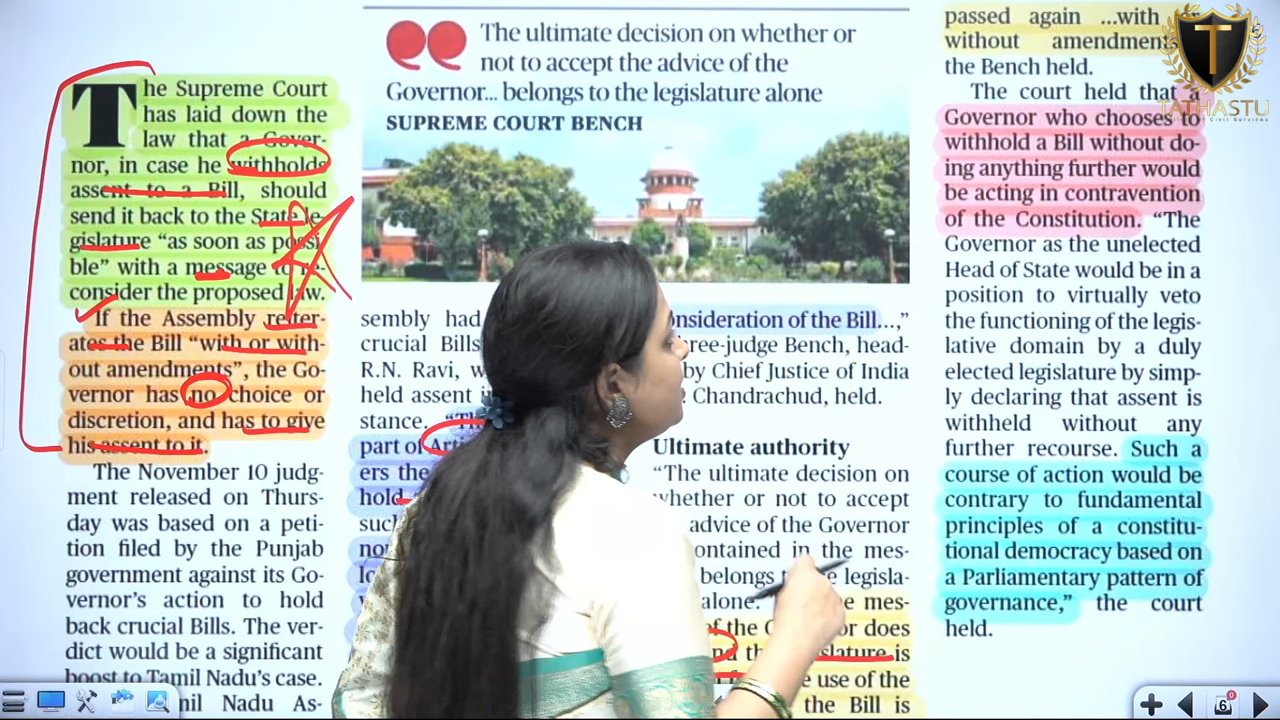 The Supreme Court
has laid down the
law that a Gover-
nor, in case he withholds
assent to a Bill, should
send it back to the State le-
gislature “as soon as possi-
ble” with a message to re-
consider the proposed law.
If the Assembly reiter-
ates the Bill “with or with-
out amendments”, the Go-
vernor has no choice or
discretion, and has to give
his assent to it.
The November 10 judg-
ment released on Thurs-
day was based on a peti-
tion filed by the Punjab
government against its Go-
vernor’s action to hold
back crucial Bills. The ver-
dict would be a significant
boost to Tamil Nadu’s case.
mil Nadu As-
The ultimate decision on whether or
not to accept the advice of the
Governor... belongs to the legislature alone
SUPREME COURT BENCH
sembly had
crucial Bills
R.N. Ravi, w
held assent i
stance.
part of
ers the
hold
such
nsideration of the Bill...,”
ree-judge Bench, head-
by Chief Justice of India
Chandrachud, held.
Ultimate authority
“The ultimate decision on
whether or not to accept
advice of the Governor
ontained in the mes-
belongs legisla-
alone. e mes-
of the does
slature is
e use of the
the Bill is
passed again ...with
without amendments
the Bench held.
The court held that a
Governor who chooses to
withhold a Bill without do-
ing anything further would
be acting in contravention
of the Constitution. “The
Governor as the unelected
Head of State would be in a
position to virtually veto
the functioning of the legis-
lative domain by a duly
elected legislature by simp-
ly declaring that assent is
withheld without any
further recourse. Such a
course of action would be
contrary to fundamental
principles of a constitu-
tional democracy based on
a Parliamentary pattern of
governance,” the court
held.
T
TATHASTU
Civil Services
6
0